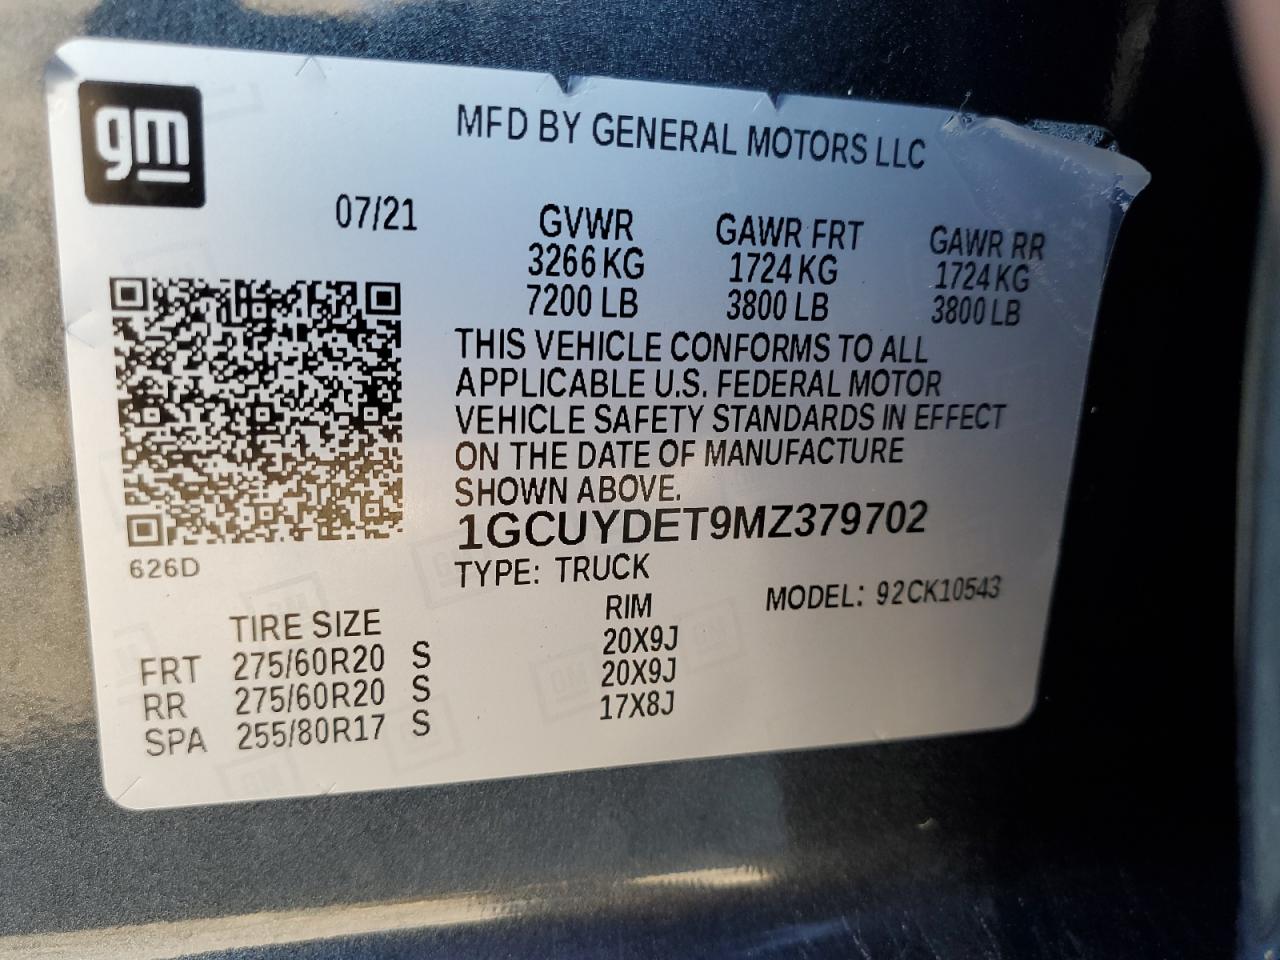 gm
MFD BY GENERAL MOTORS LLC
07/21
GVWR GAWR FRT GAWR RR
3266 KG 1724 KG 1724 KG
7200 LB 3800 LB 3800 LB
THIS VEHICLE CONFORMS TO ALL
APPLICABLE U.S. FEDERAL MOTOR
VEHICLE SAFETY STANDARDS IN EFFECT
ON THE DATE OF MANUFACTURE
SHOWN ABOVE.
1GCUYDET9MZ379702
626D
TYPE: TRUCK
MODEL: 92CK10543
TIRE SIZE RIM
FRT 275/60R20 S 20X9J
RR 275/60R20 S 20X9J
SPA 255/80R17 S 17X8J